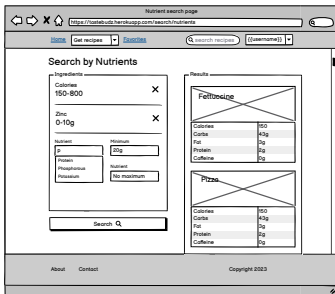 Nutrient search page
https://tastebudz.herokuapp.com/search/nutrients
Home Get recipes Favorites search recipes {{username}}
Search by Nutrients
Ingredients
Calories
150-800
Zinc
0-10g
Nutrient Minimum
p 20g
Protein
Phosphorous
Potassium
Nutrient
No maximum
Search
Results
Fettuccine
Calories 150
Carbs 43g
Fat 3g
Protein 2g
Caffeine 0g
Pizza
Calories 150
Carbs 43g
Fat 3g
Protein 2g
Caffeine 0g
About Contact Copyright 2023